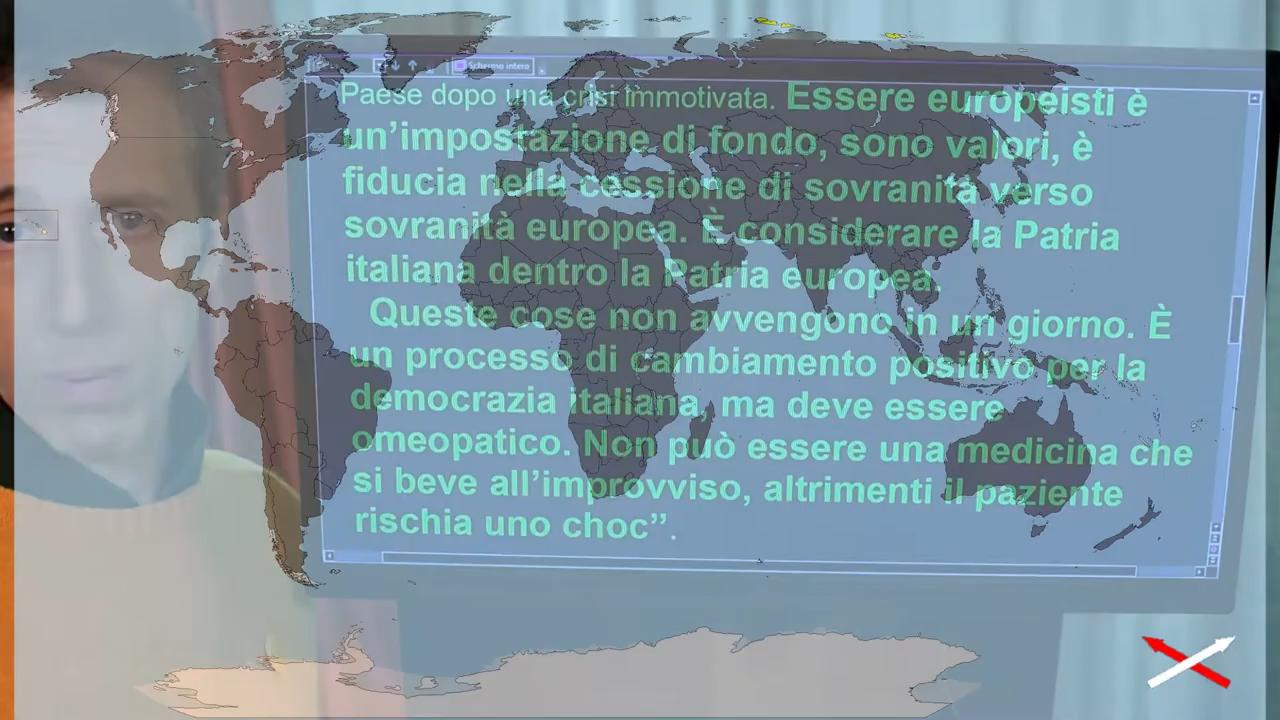 Schermo intero
Paese dopo una crisi immotivata. Essere europeisti è
un’impostazione di fondo, sono valori, è
fiducia nella cessione di sovranità verso
sovranità europea. È considerare la Patria
italiana dentro la Patria europea.
Queste cose non avvengono in un giorno. È
un processo di cambiamento positivo per la
democrazia italiana, ma deve essere
omeopatico. Non può essere una medicina che
si beve all’improvviso, altrimenti il paziente
rischia uno choc”.